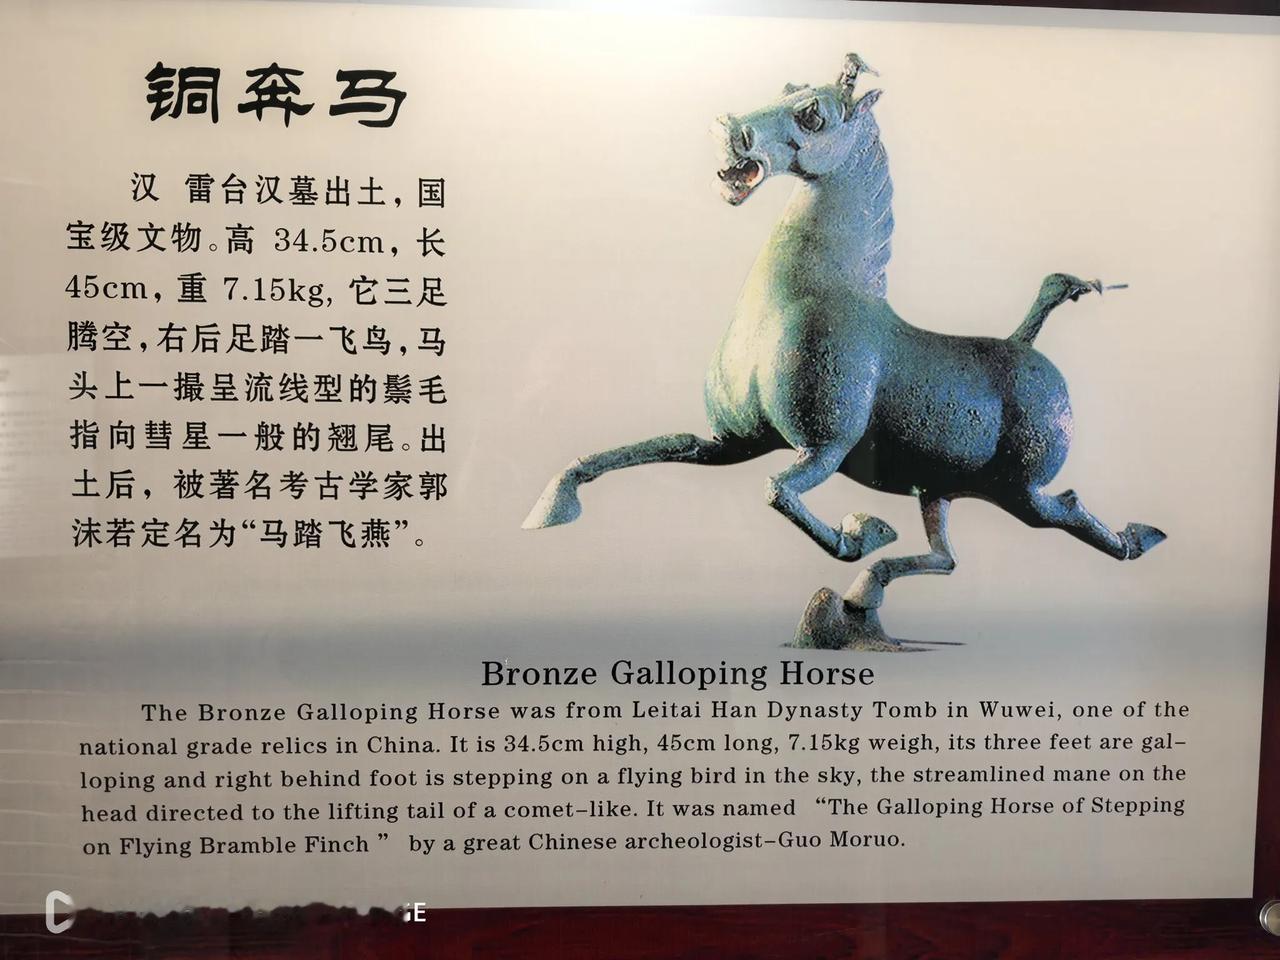 铜奔马
汉 雷台汉墓出土，国
宝级文物。高 34.5cm，长
45cm，重 7.15kg, 它三足
腾空，右后足踏一飞鸟，马
头上一撮呈流线型的鬃毛
指向彗星一般的翘尾。出
土后，被著名考古学家郭
沫若定名为“马踏飞燕”。
Bronze Galloping Horse
The Bronze Galloping Horse was from Leitai Han Dynasty Tomb in Wuwei, one of the
national grade relics in China. It is 34.5cm high, 45cm long, 7.15kg weigh, its three feet are gal-
loping and right behind foot is stepping on a flying bird in the sky, the streamlined mane on the
head directed to the lifting tail of a comet-like. It was named “The Galloping Horse of Stepping
on Flying Bramble Finch ” by a great Chinese archeologist-Guo Moruo.